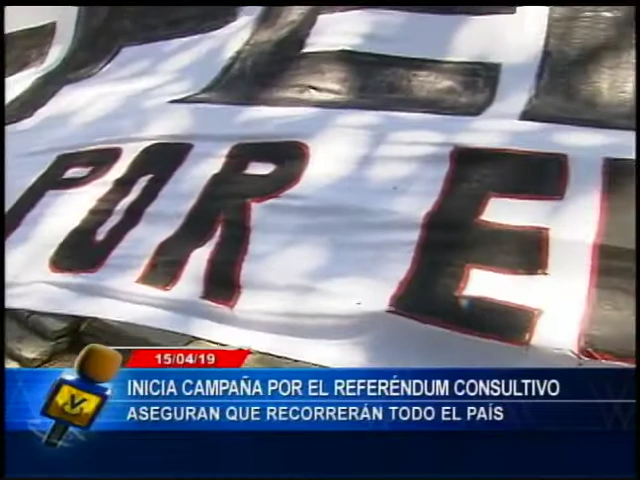 POR E
15/04/19
INICIA CAMPAÑA POR EL REFERÉNDUM CONSULTIVO
ASEGURAN QUE RECORRERÁN TODO EL PAÍS
V